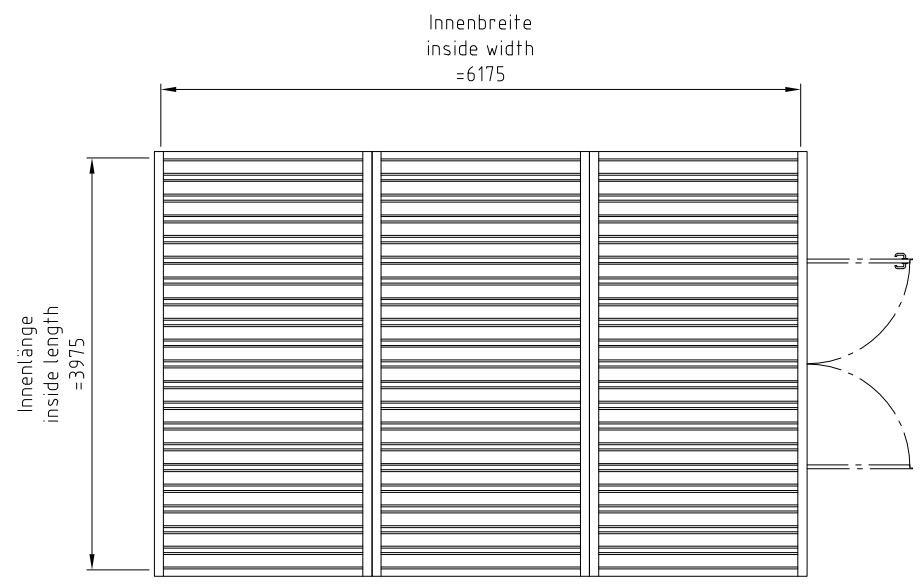 Innenbreite
inside width
=6175
Innenlänge
inside length
=3975